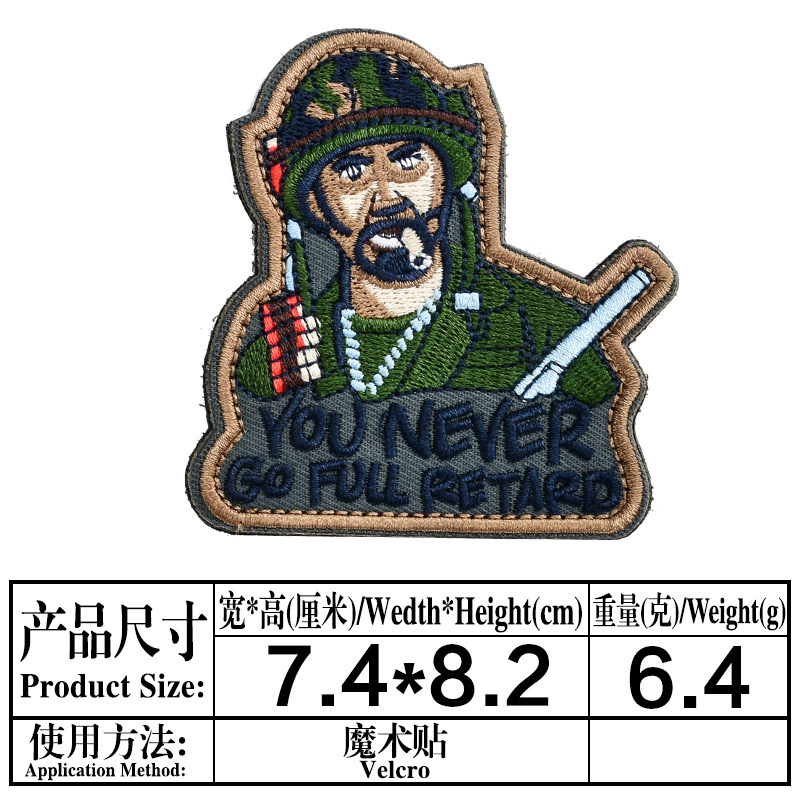 YOU NEVER
GO FULL RETARD
产品尺寸
Product Size:
宽*高(厘米)/Wedth*Height(cm)
重量(克)/Weight(g)
7.4*8.2
6.4
使用方法:
Application Method:
魔术贴
Velcro